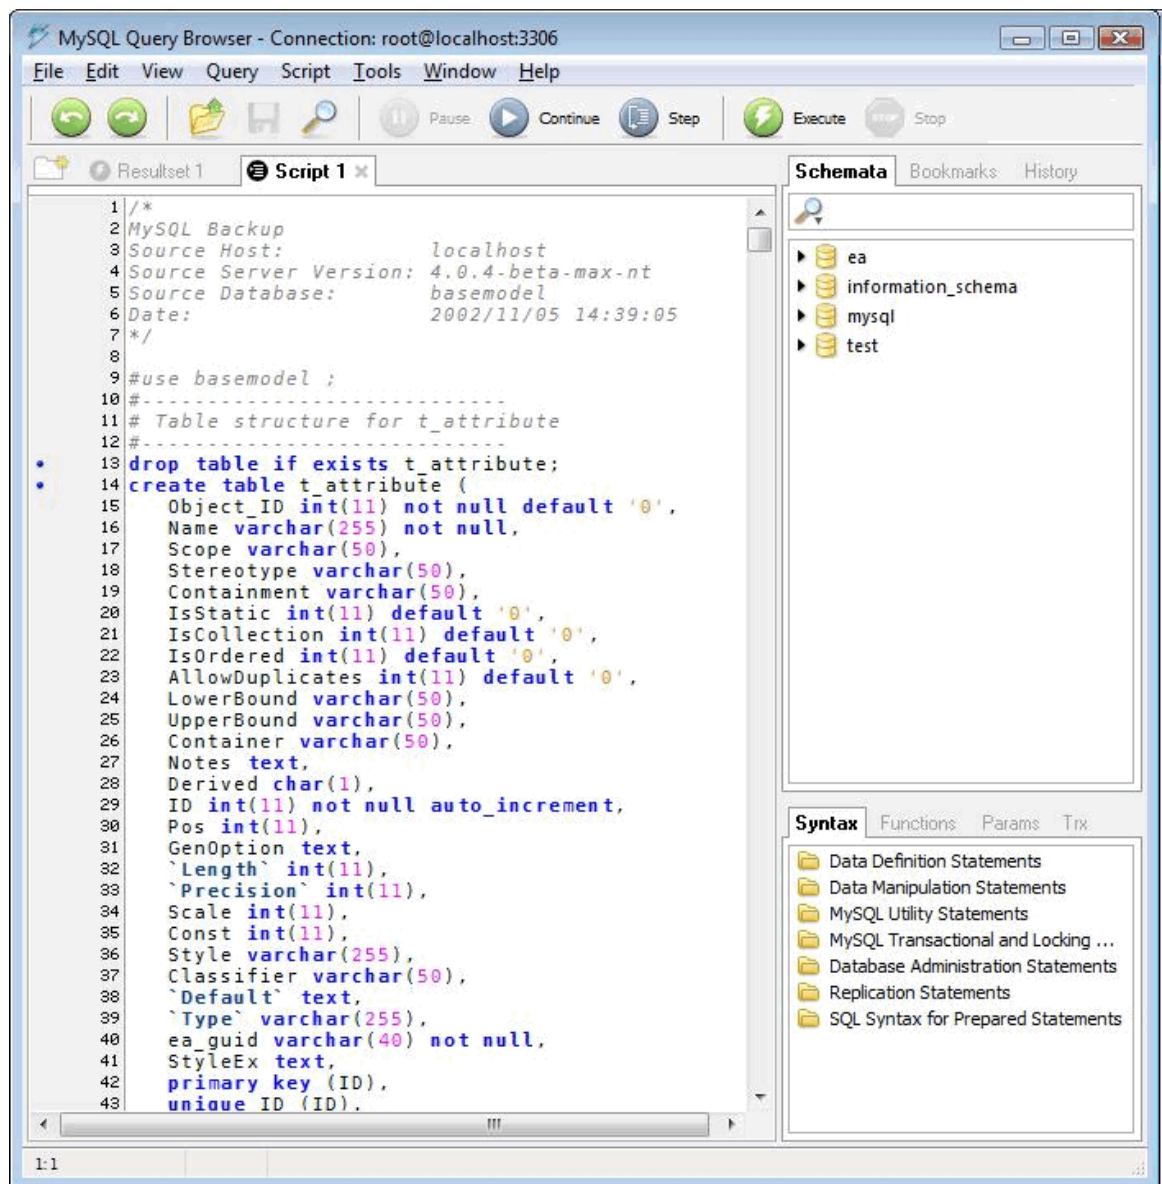 MySQL Query Browser - Connection: root@localhost:3306
File Edit View Query Script Tools Window Help
Pause Continue Step Execute Stop
Resultset 1 Script 1
1 /*
2 MySQL Backup
3 Source Host: localhost
4 Source Server Version: 4.0.4-beta-max-nt
5 Source Database: basemodel
6 Date: 2002/11/05 14:39:05
7 */
8
9 #use basemodel ;
10 #----------------------------
11 # Table structure for t_attribute
12 #----------------------------
13 drop table if exists t_attribute;
14 create table t_attribute (
15 Object_ID int(11) not null default '0',
16 Name varchar(255) not null,
17 Scope varchar(50),
18 Stereotype varchar(50),
19 Containment varchar(50),
20 IsStatic int(11) default '0',
21 IsCollection int(11) default '0',
22 IsOrdered int(11) default '0',
23 AllowDuplicates int(11) default '0',
24 LowerBound varchar(50),
25 UpperBound varchar(50),
26 Container varchar(50),
27 Notes text,
28 Derived char(1),
29 ID int(11) not null auto_increment,
30 Pos int(11),
31 GenOption text,
32 `Length` int(11),
33 `Precision` int(11),
34 Scale int(11),
35 Const int(11),
36 Style varchar(255),
37 Classifier varchar(50),
38 `Default` text,
39 `Type` varchar(255),
40 ea_guid varchar(40) not null,
41 StyleEx text,
42 primary key (ID),
43 unique ID (ID),
Schemata Bookmarks History
ea
information_schema
mysql
test
Syntax Functions Params Trx
Data Definition Statements
Data Manipulation Statements
MySQL Utility Statements
MySQL Transactional and Locking ...
Database Administration Statements
Replication Statements
SQL Syntax for Prepared Statements
1:1